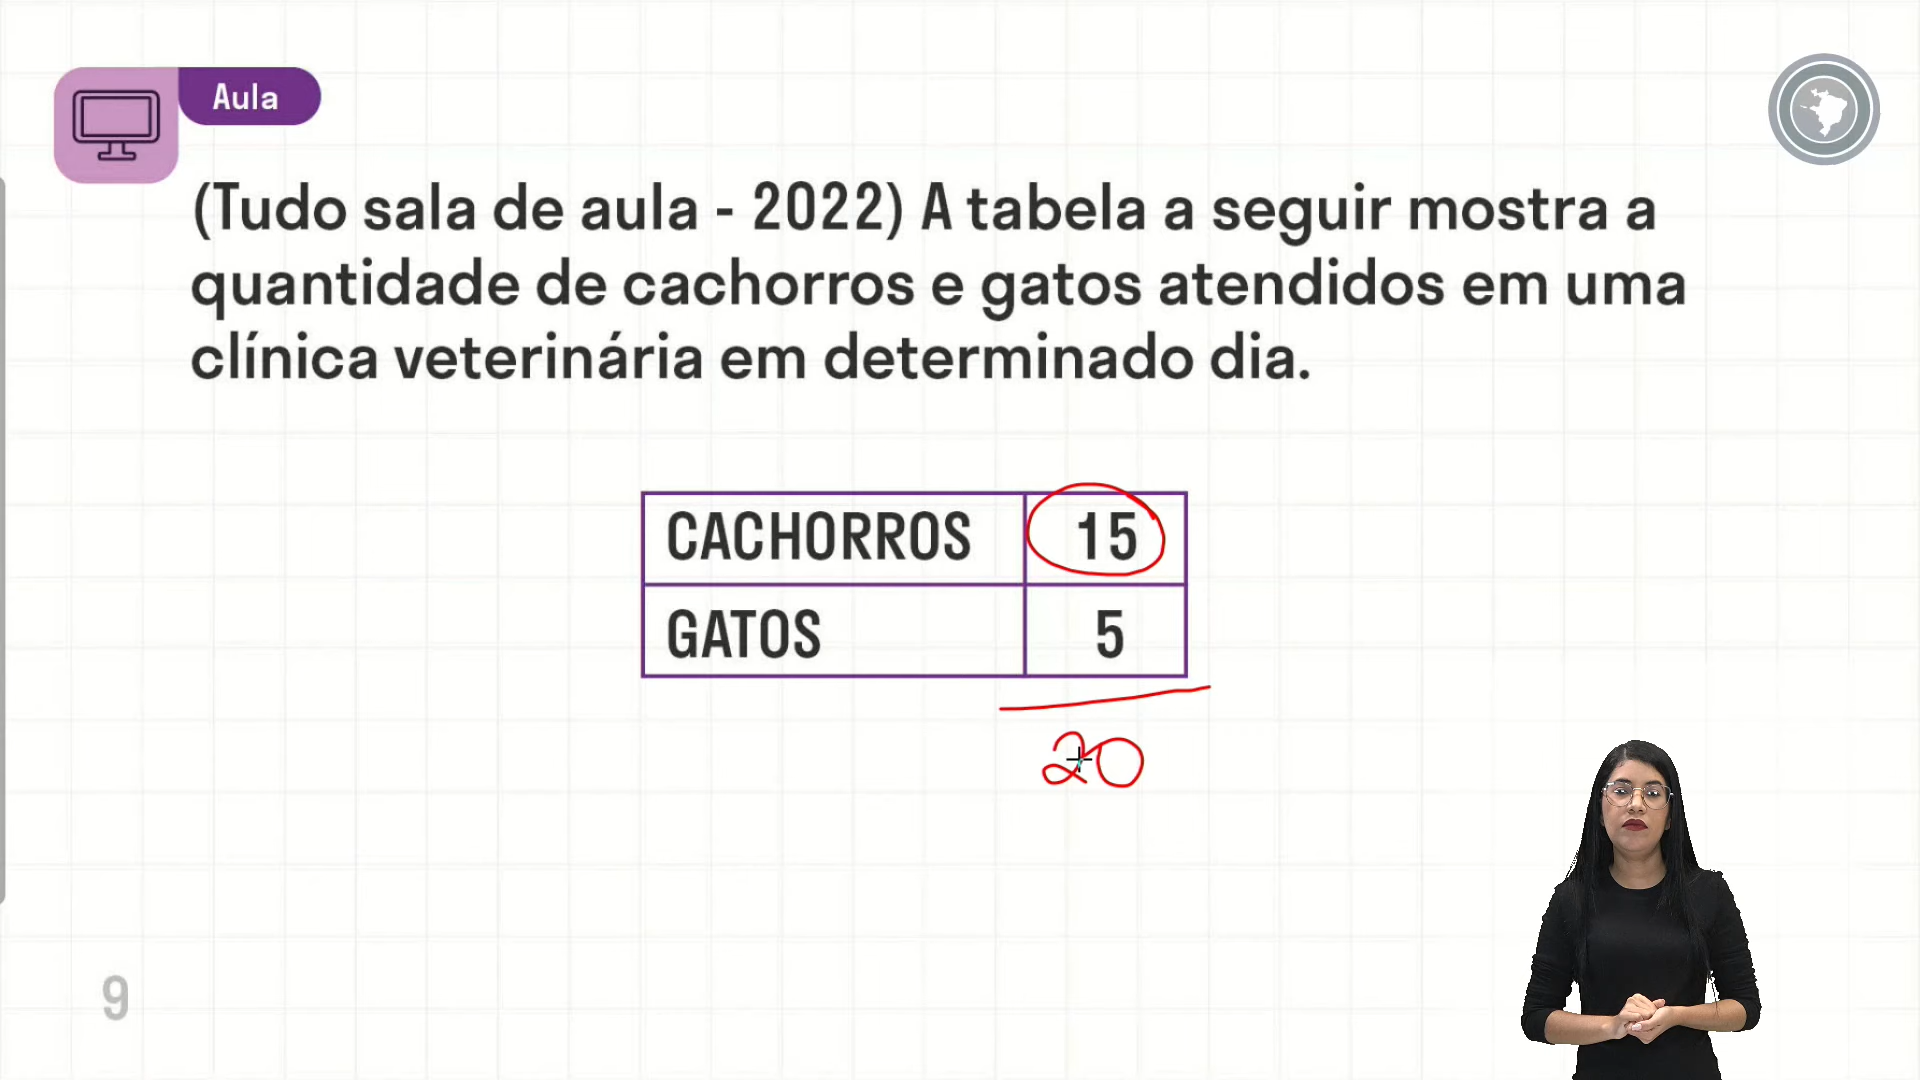 Aula
(Tudo sala de aula - 2022) A tabela a seguir mostra a
quantidade de cachorros e gatos atendidos em uma
clínica veterinária em determinado dia.
CACHORROS 15
GATOS 5
20
9